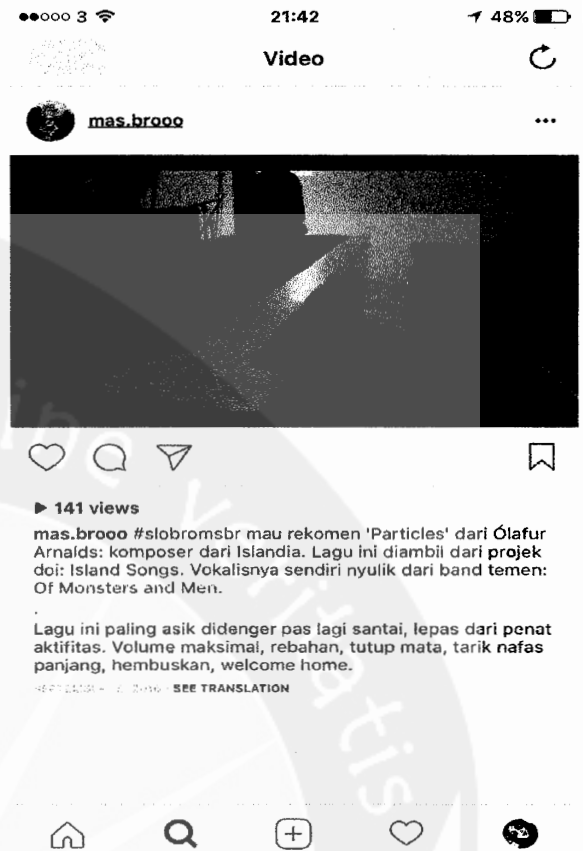 3 21:42 48%
Video
mas.brooo
141 views
mas.brooo #slobromsbr mau rekomen 'Particles' dari Ólafur
Arnalds: komposer dari Islandia. Lagu ini diambil dari projek
doi: Island Songs. Vokalisnya sendiri nyulik dari band temen:
Of Monsters and Men.
.
Lagu ini paling asik didenger pas lagi santai, lepas dari penat
aktifitas. Volume maksimal, rebahan, tutup mata, tarik nafas
panjang, hembuskan, welcome home.
SEE TRANSLATION